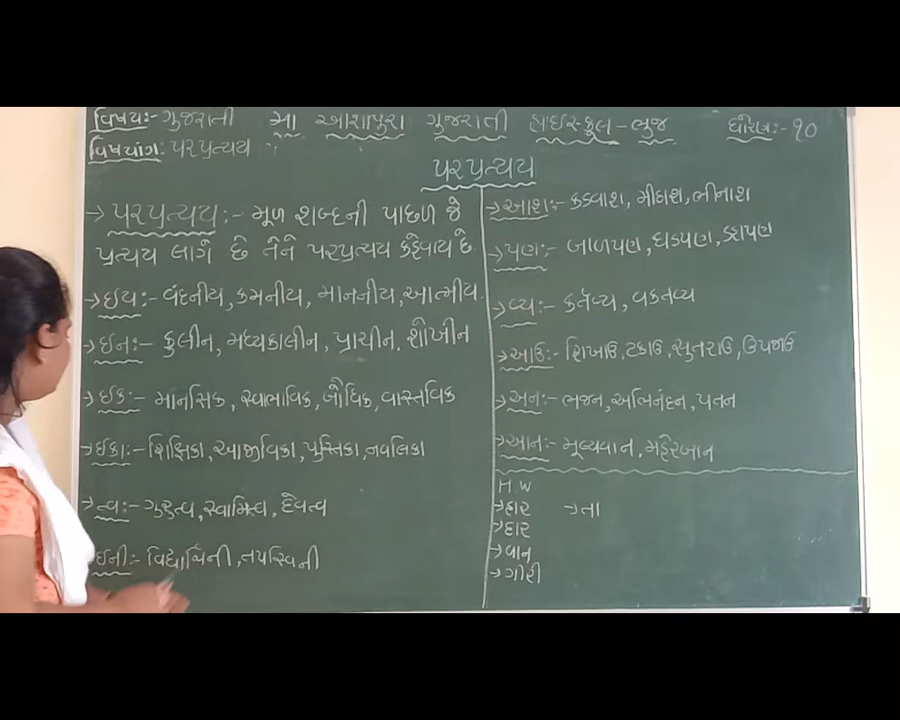 વિષય:- ગુજરાતી મા આશાપુરા ગુજરાતી હાઇસ્કુલ - ભુજ ધોરણ:- ૧૦
વિષયાંગ: પરપ્રત્યય
પરપ્રત્યય
→ પરપ્રત્યય :- મૂળ શબ્દની પાછળ જે
પ્રત્યય લાગે છે તેને પરપ્રત્યય કહેવાય છે
→ ઇય:- વંદનીય, કમનીય, માનનીય, આત્મીય.
→ ઇન:- કુલીન, મધ્યકાલીન, પ્રાચીન, શોખીન
→ ઇક:- માનસિક, સ્વાભાવિક, બૌધિક, વાસ્તવિક
→ ઇકા:- શિક્ષિકા, આજીવિકા, પુસ્તિકા, નવલિકા
→ ત્વ:- ગુરુત્વ, સ્વામિત્વ, દૈવત્વ
ઇની:- વિદ્યાર્થિની, તપસ્વિની
→ આશ:- કડવાશ, મીઠાશ, ભીનાશ
→ પણ:- બાળપણ, ઘડપણ, ડહાપણ
→ વ્ય:- કર્તવ્ય, વકતવ્ય
→ આઉ:- શિખાઉ, ટકાઉ, સુતરાઉ, ઉપજાઉ
→ અન:- ભજન, અભિનંદન, પતન
→ આન:- મૂલ્યવાન, મહેરબાન
H.W
→ હાર → તા
→ દાર
→ વાન
→ ગીરી